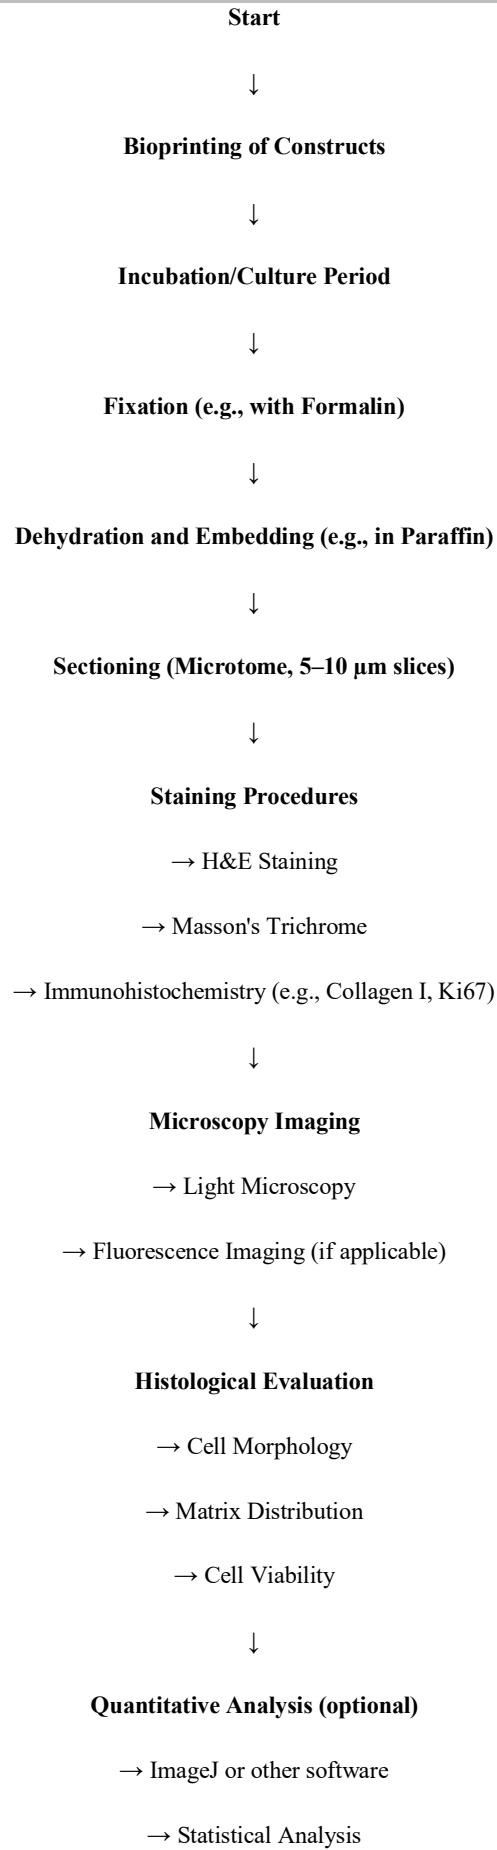 Start
↓
Bioprinting of Constructs
↓
Incubation/Culture Period
↓
Fixation (e.g., with Formalin)
↓
Dehydration and Embedding (e.g., in Paraffin)
↓
Sectioning (Microtome, 5–10 µm slices)
↓
Staining Procedures
→ H&E Staining
→ Masson's Trichrome
→ Immunohistochemistry (e.g., Collagen I, Ki67)
↓
Microscopy Imaging
→ Light Microscopy
→ Fluorescence Imaging (if applicable)
↓
Histological Evaluation
→ Cell Morphology
→ Matrix Distribution
→ Cell Viability
↓
Quantitative Analysis (optional)
→ ImageJ or other software
→ Statistical Analysis